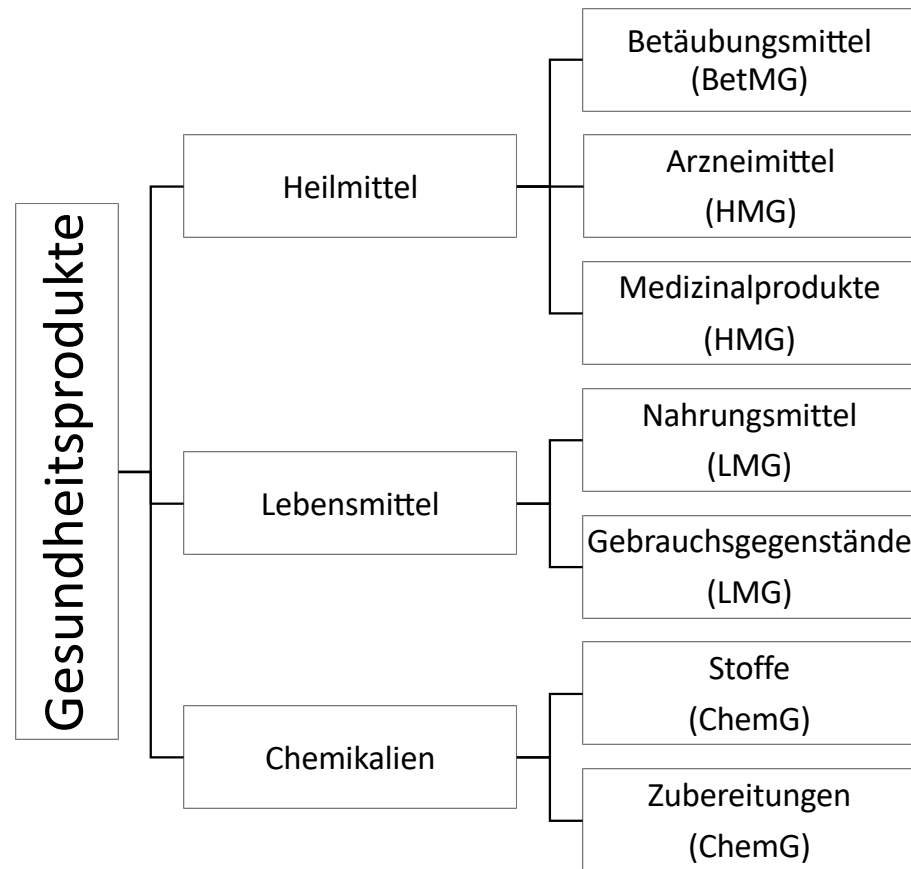 Gesundheitsprodukte
Heilmittel
Betäubungsmittel
(BetMG)
Arzneimittel
(HMG)
Medizinalprodukte
(HMG)
Lebensmittel
Nahrungsmittel
(LMG)
Gebrauchsgegenstände
(LMG)
Chemikalien
Stoffe
(ChemG)
Zubereitungen
(ChemG)